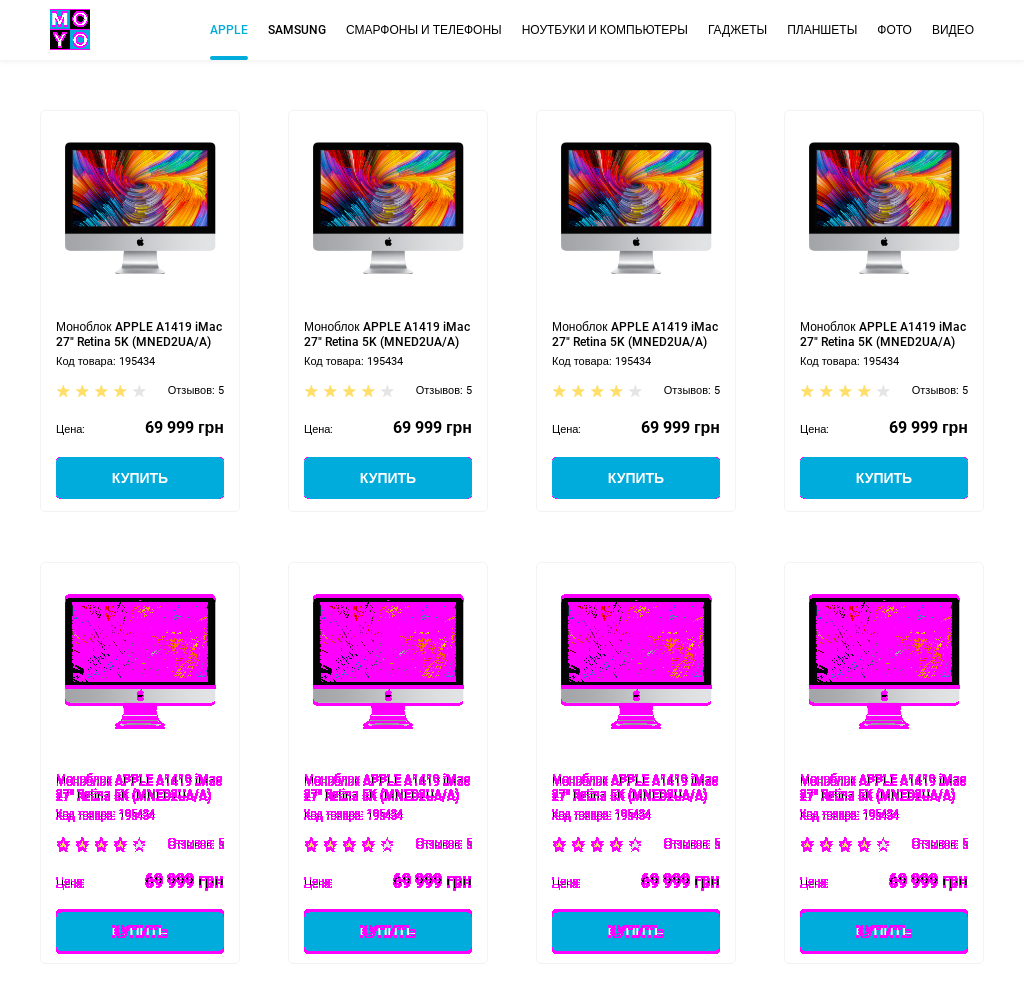 MO
YO
APPLE SAMSUNG СМАРФОНЫ И ТЕЛЕФОНЫ НОУТБУКИ И КОМПЬЮТЕРЫ ГАДЖЕТЫ ПЛАНШЕТЫ ФОТО ВИДЕО
Моноблок APPLE A1419 iMac Моноблок APPLE A1419 iMac Моноблок APPLE A1419 iMac Моноблок APPLE A1419 iMac
27" Retina 5K (MNED2UA/A) 27" Retina 5K (MNED2UA/A) 27" Retina 5K (MNED2UA/A) 27" Retina 5K (MNED2UA/A)
Код товара: 195434 Код товара: 195434 Код товара: 195434 Код товара: 195434
Отзывов: 5 Отзывов: 5 Отзывов: 5 Отзывов: 5
Цена: 69 999 грн Цена: 69 999 грн Цена: 69 999 грн Цена: 69 999 грн
КУПИТЬ КУПИТЬ КУПИТЬ КУПИТЬ
Моноблок APPLE A1419 iMac Моноблок APPLE A1419 iMac Моноблок APPLE A1419 iMac Моноблок APPLE A1419 iMac
27" Retina 5K (MNED2UA/A) 27" Retina 5K (MNED2UA/A) 27" Retina 5K (MNED2UA/A) 27" Retina 5K (MNED2UA/A)
Код товара: 195434 Код товара: 195434 Код товара: 195434 Код товара: 195434
Отзывов: 5 Отзывов: 5 Отзывов: 5 Отзывов: 5
Цена: 69 999 грн Цена: 69 999 грн Цена: 69 999 грн Цена: 69 999 грн
КУПИТЬ КУПИТЬ КУПИТЬ КУПИТЬ